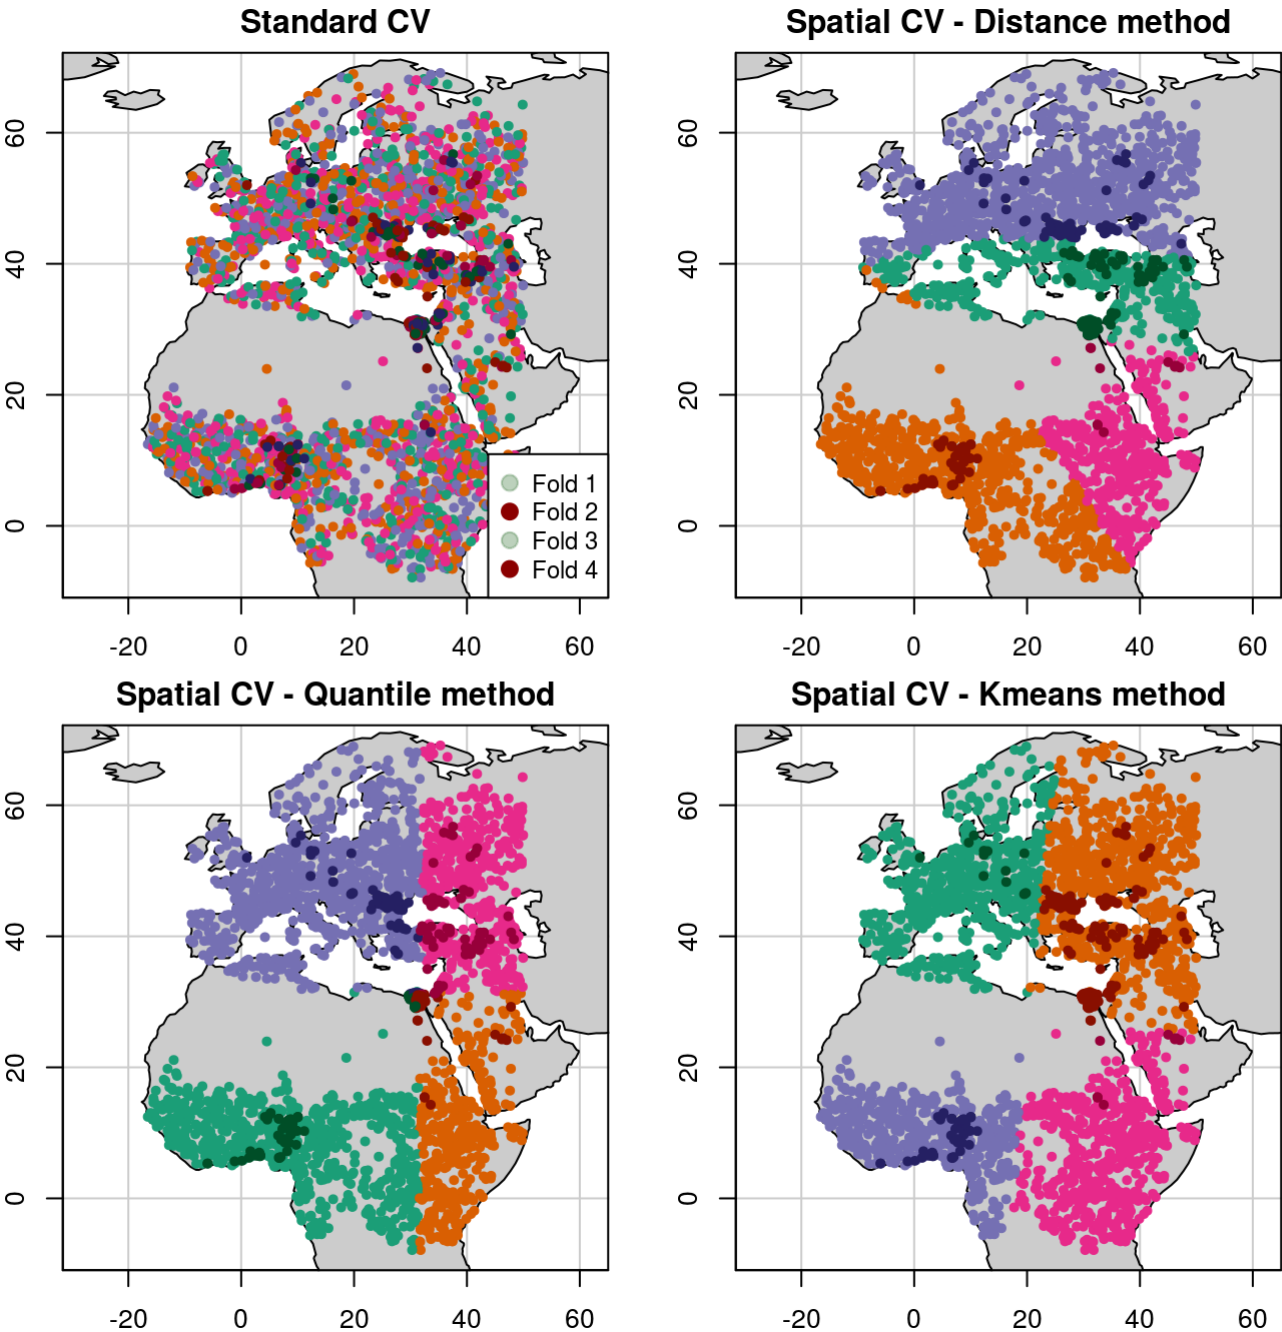 Standard CV
Spatial CV - Distance method
60
40
20
0
Fold 1
Fold 2
Fold 3
Fold 4
-20 0 20 40 60
60
40
20
0
-20 0 20 40 60
Spatial CV - Quantile method
Spatial CV - Kmeans method
60
40
20
0
-20 0 20 40 60
60
40
20
0
-20 0 20 40 60